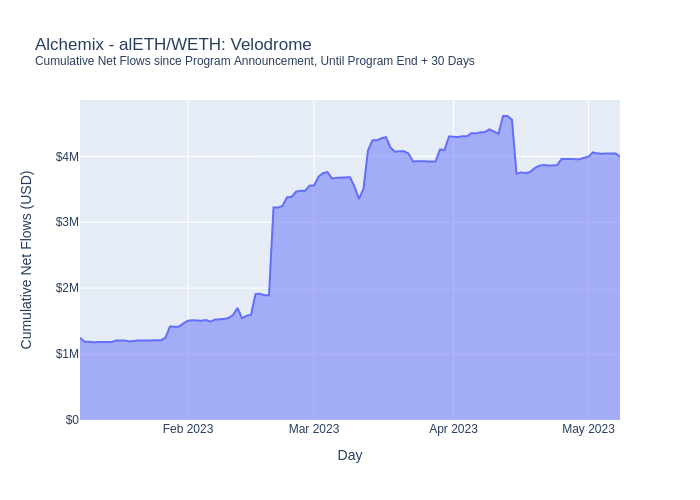 Alchemix - alETH/WETH: Velodrome
Cumulative Net Flows since Program Announcement, Until Program End + 30 Days
Cumulative Net Flows (USD)
$4M
$3M
$2M
$1M
$0
Feb 2023
Mar 2023
Apr 2023
May 2023
Day